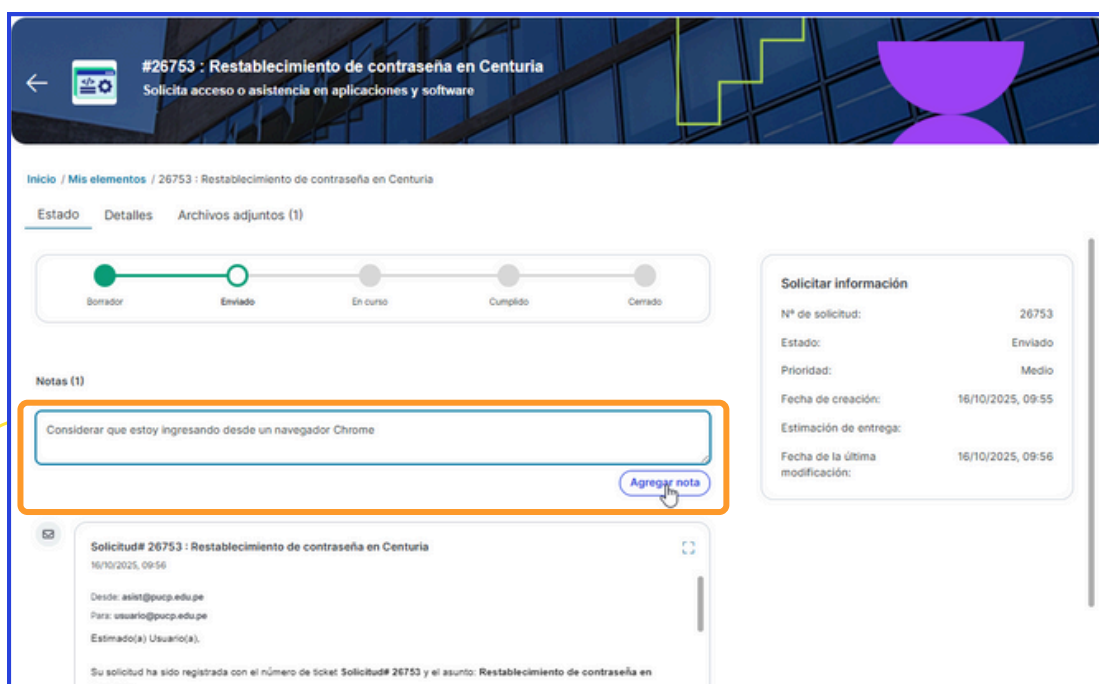 #26753 : Restablecimiento de contraseña en Centuria
Solicita acceso o asistencia en aplicaciones y software
Inicio / Mis elementos / 26753 : Restablecimiento de contraseña en Centuria
Estado Detalles Archivos adjuntos (1)
Borrador Enviado En curso Cumplido Cerrado
Notas (1)
Considerar que estoy ingresando desde un navegador Chrome
Agregar nota
Solicitud# 26753 : Restablecimiento de contraseña en Centuria
16/10/2025, 09:56
Desde: asist@pucp.edu.pe
Para: usuario@pucp.edu.pe
Estimado(a) Usuario(a),
Su solicitud ha sido registrada con el número de ticket Solicitud# 26753 y el asunto: Restablecimiento de contraseña en
Solicitar información
Nº de solicitud: 26753
Estado: Enviado
Prioridad: Medio
Fecha de creación: 16/10/2025, 09:55
Estimación de entrega:
Fecha de la última 16/10/2025, 09:56
modificación: